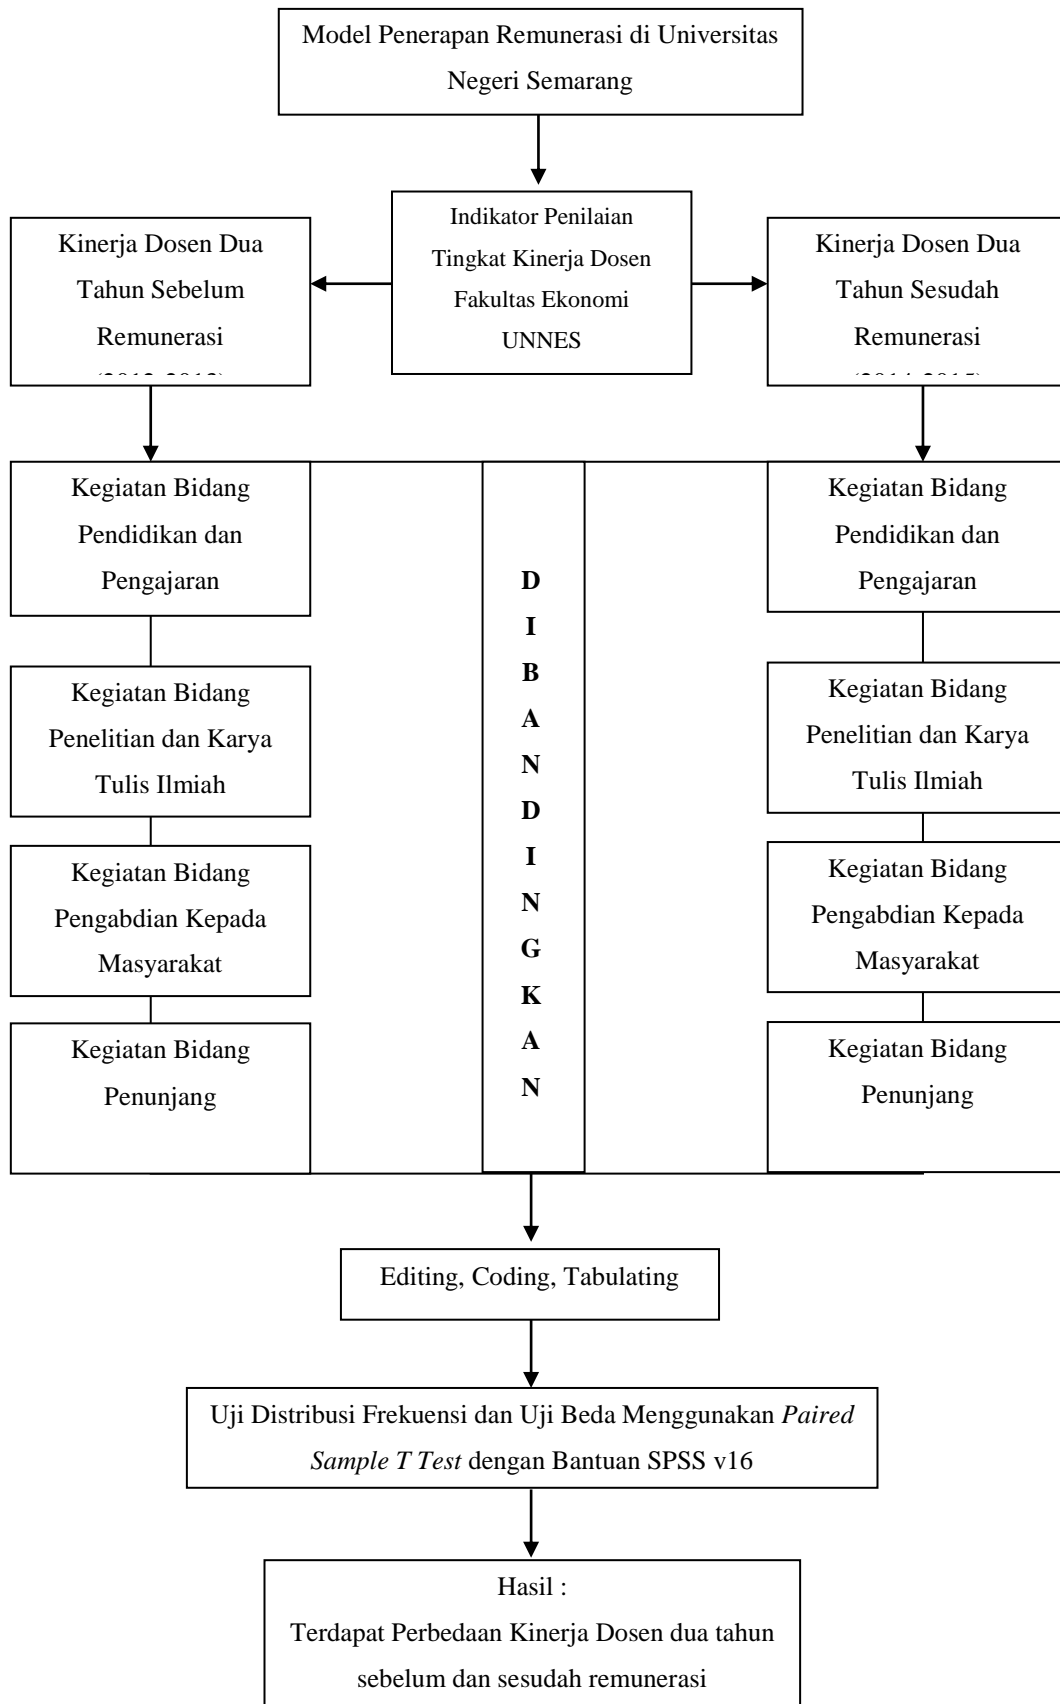 Model Penerapan Remunerasi di Universitas
Negeri Semarang
Indikator Penilaian
Tingkat Kinerja Dosen
Fakultas Ekonomi
UNNES
Kinerja Dosen Dua
Tahun Sebelum
Remunerasi
Kinerja Dosen Dua
Tahun Sesudah
Remunerasi
Kegiatan Bidang
Pendidikan dan
Pengajaran
Kegiatan Bidang
Penelitian dan Karya
Tulis Ilmiah
Kegiatan Bidang
Pengabdian Kepada
Masyarakat
Kegiatan Bidang
Penunjang
D
I
B
A
N
D
I
N
G
K
A
N
Kegiatan Bidang
Pendidikan dan
Pengajaran
Kegiatan Bidang
Penelitian dan Karya
Tulis Ilmiah
Kegiatan Bidang
Pengabdian Kepada
Masyarakat
Kegiatan Bidang
Penunjang
Editing, Coding, Tabulating
Uji Distribusi Frekuensi dan Uji Beda Menggunakan Paired
Sample T Test dengan Bantuan SPSS v16
Hasil :
Terdapat Perbedaan Kinerja Dosen dua tahun
sebelum dan sesudah remunerasi